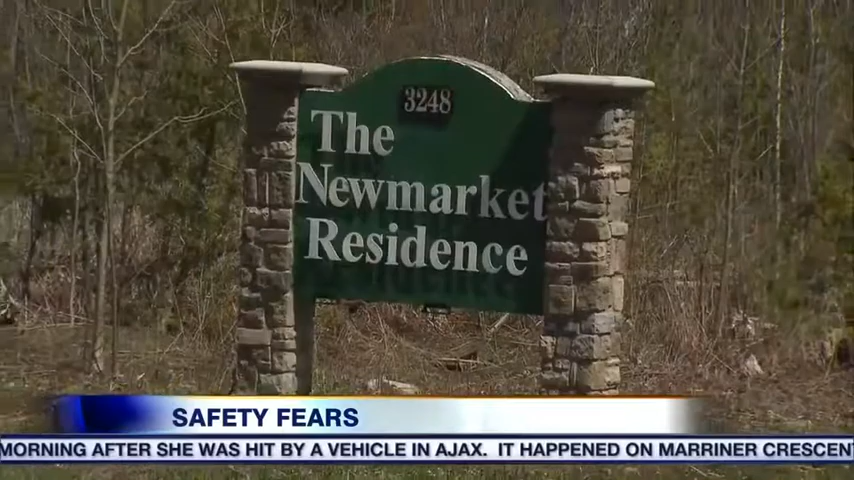 3248
The
Newmarket
Residence
SAFETY FEARS
MORNING AFTER SHE WAS HIT BY A VEHICLE IN AJAX. IT HAPPENED ON MARRINER CRESCENT